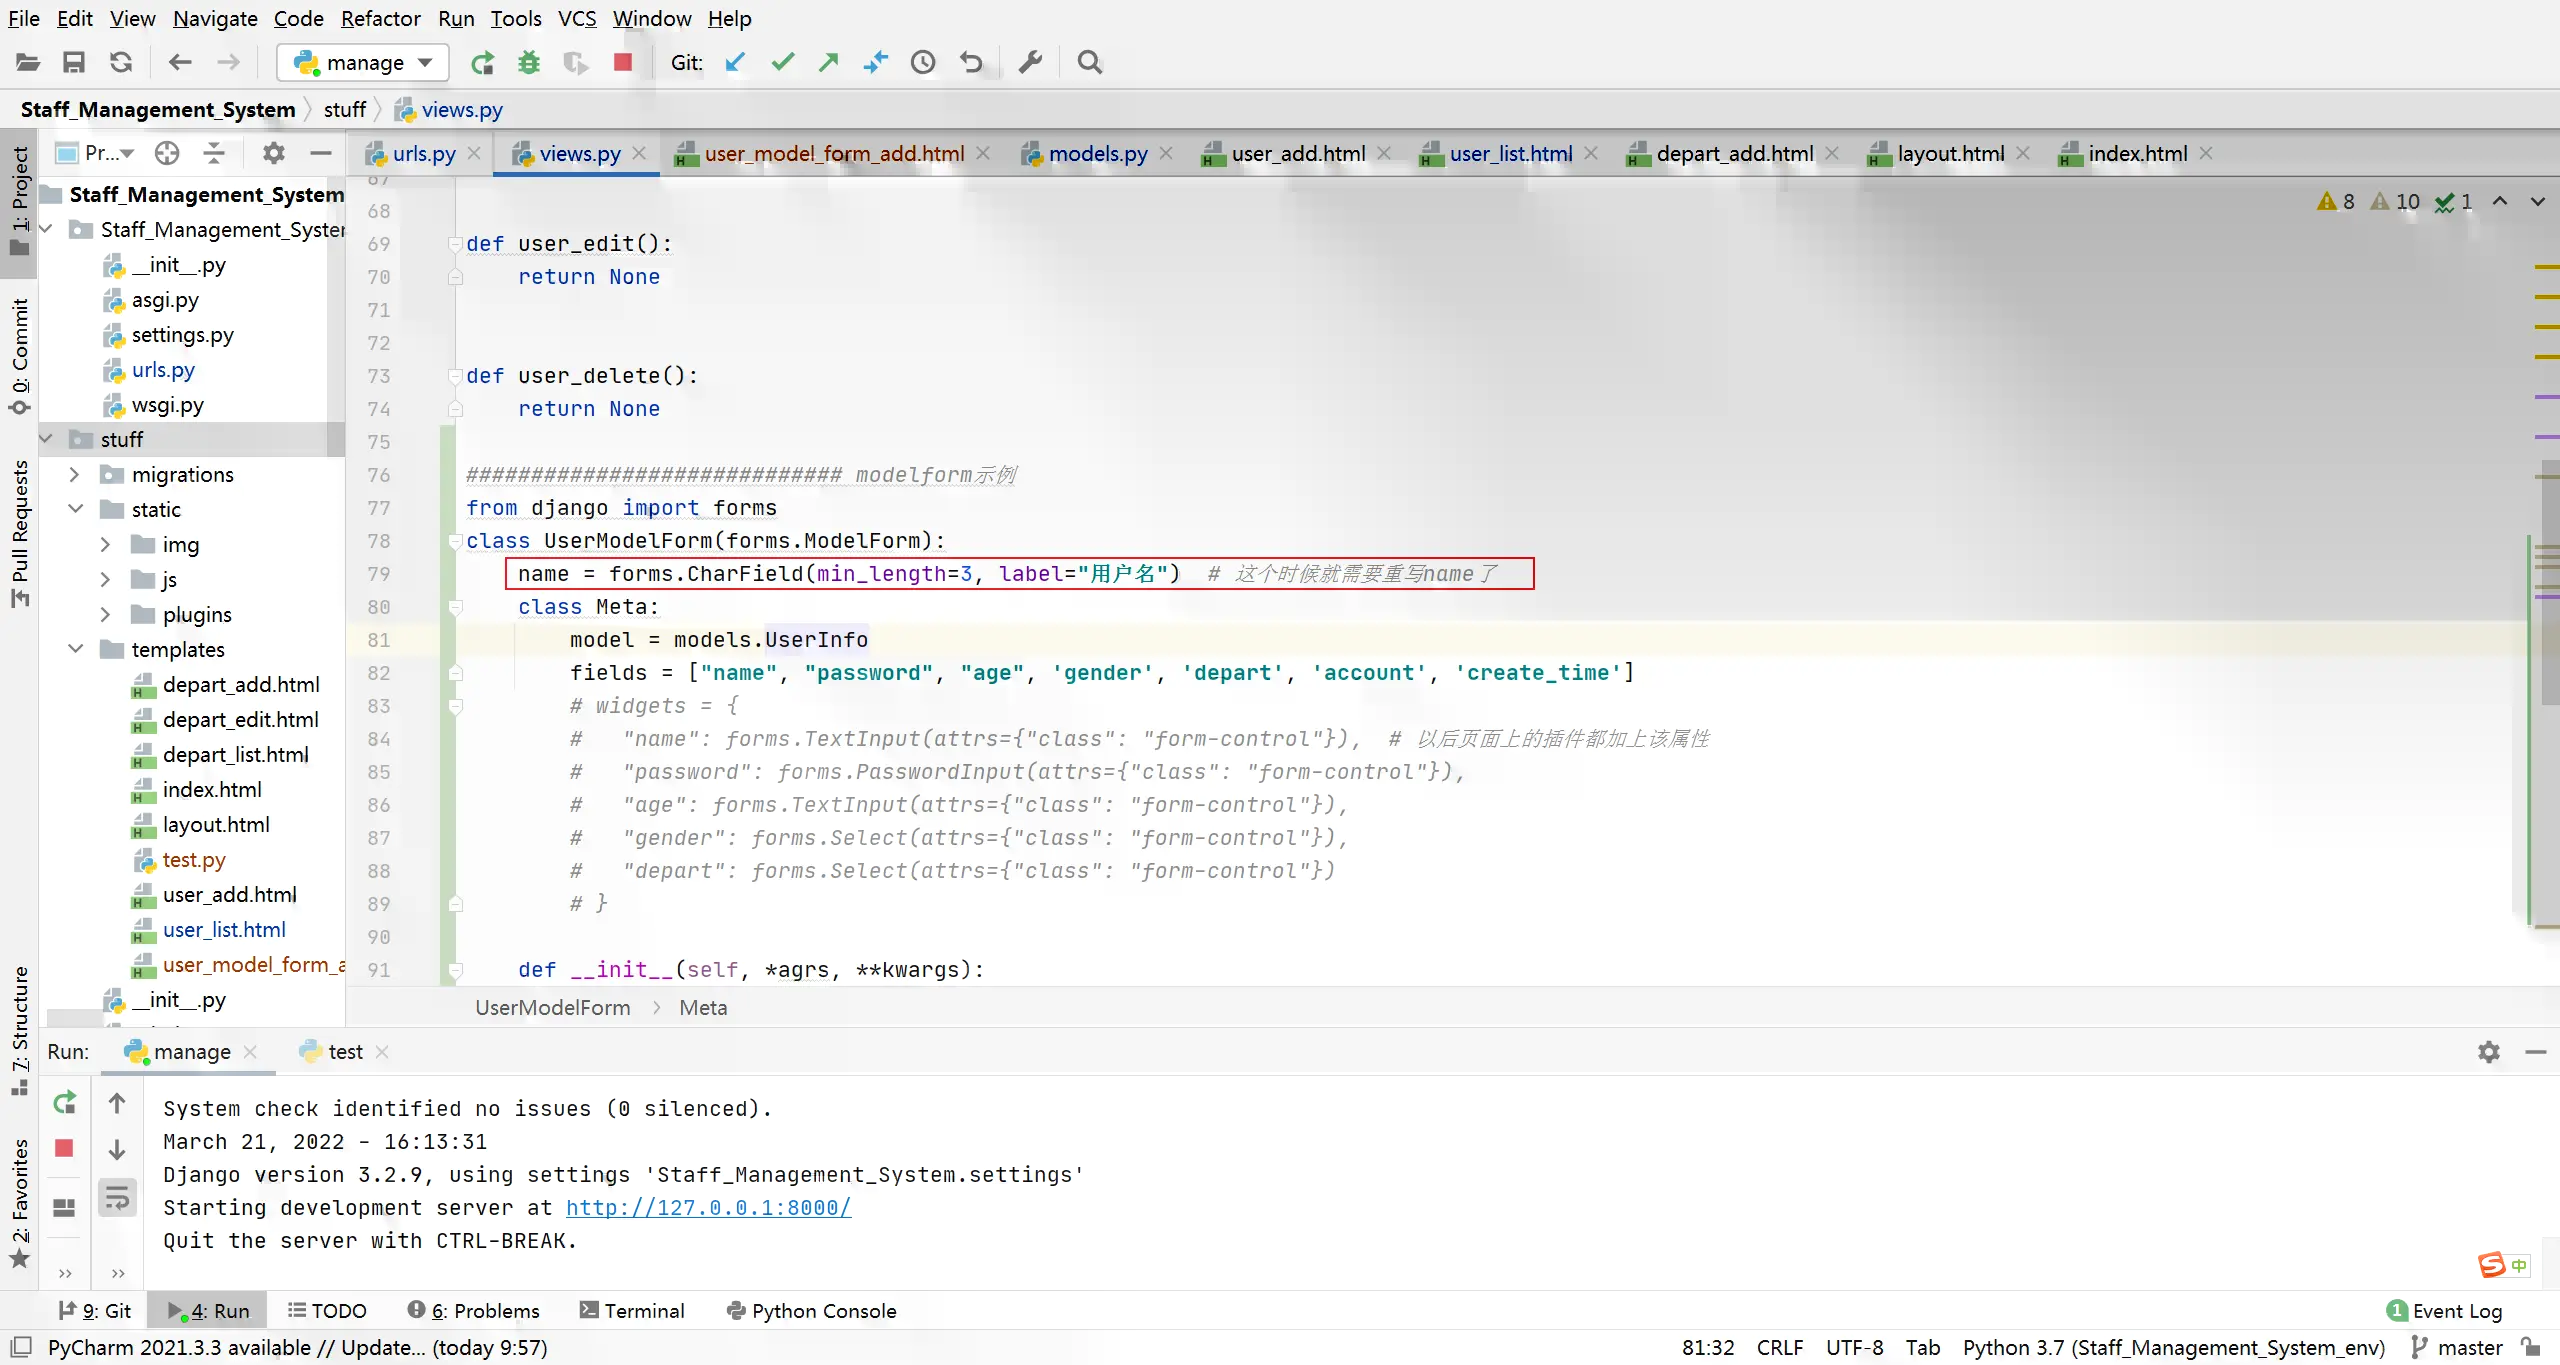 File Edit View Navigate Code Refactor Run Tools VCS Window Help
manage Git:
Staff_Management_System stuff views.py
Pr... urls.py views.py user_model_form_add.html models.py user_add.html user_list.html depart_add.html layout.html index.html
1: Project
0: Commit
Pull Requests
7: Structure
2: Favorites
Staff_Management_System
Staff_Management_Syster
__init__.py
asgi.py
settings.py
urls.py
wsgi.py
stuff
migrations
static
img
js
plugins
templates
depart_add.html
depart_edit.html
depart_list.html
index.html
layout.html
test.py
user_add.html
user_list.html
user_model_form_a
__init__.py
8 10 1
67
68
69 def user_edit():
70 return None
71
72
73 def user_delete():
74 return None
75
76 ############################# modelform示例
77 from django import forms
78 class UserModelForm(forms.ModelForm):
79 name = forms.CharField(min_length=3, label="用户名") # 这个时候就需要重写name了
80 class Meta:
81 model = models.UserInfo
82 fields = ["name", "password", "age", 'gender', 'depart', 'account', 'create_time']
83 # widgets = {
84 # "name": forms.TextInput(attrs={"class": "form-control"}), # 以后页面上的插件都加上该属性
85 # "password": forms.PasswordInput(attrs={"class": "form-control"}),
86 # "age": forms.TextInput(attrs={"class": "form-control"}),
87 # "gender": forms.Select(attrs={"class": "form-control"}),
88 # "depart": forms.Select(attrs={"class": "form-control"})
89 # }
90
91 def __init__(self, *agrs, **kwargs):
UserModelForm Meta
Run: manage test
System check identified no issues (0 silenced).
March 21, 2022 - 16:13:31
Django version 3.2.9, using settings 'Staff_Management_System.settings'
Starting development server at http://127.0.0.1:8000/
Quit the server with CTRL-BREAK.
中
9: Git 4: Run TODO 6: Problems Terminal Python Console 1 Event Log
PyCharm 2021.3.3 available // Update... (today 9:57) 81:32 CRLF UTF-8 Tab Python 3.7 (Staff_Management_System_env) master